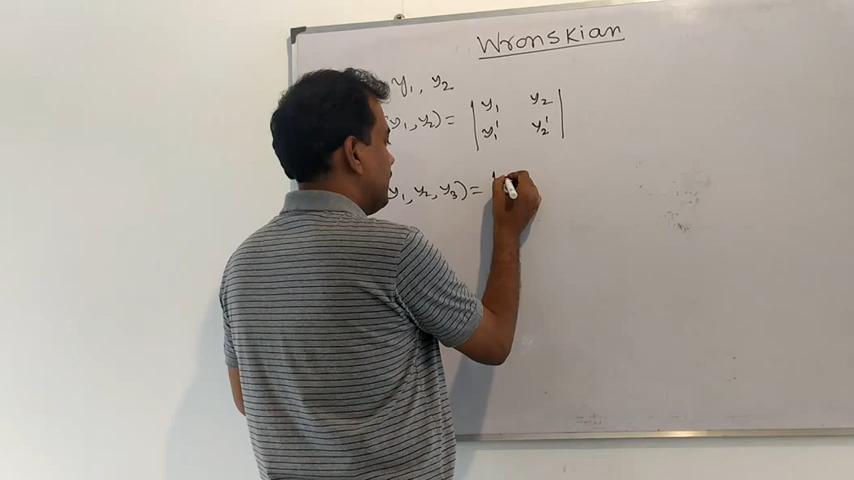 Wronskian
y₁, y₂
y₁, y₂) = | y₁ y₂ |
| y₁' y₂' |
y₁, y₂, y₃) = |